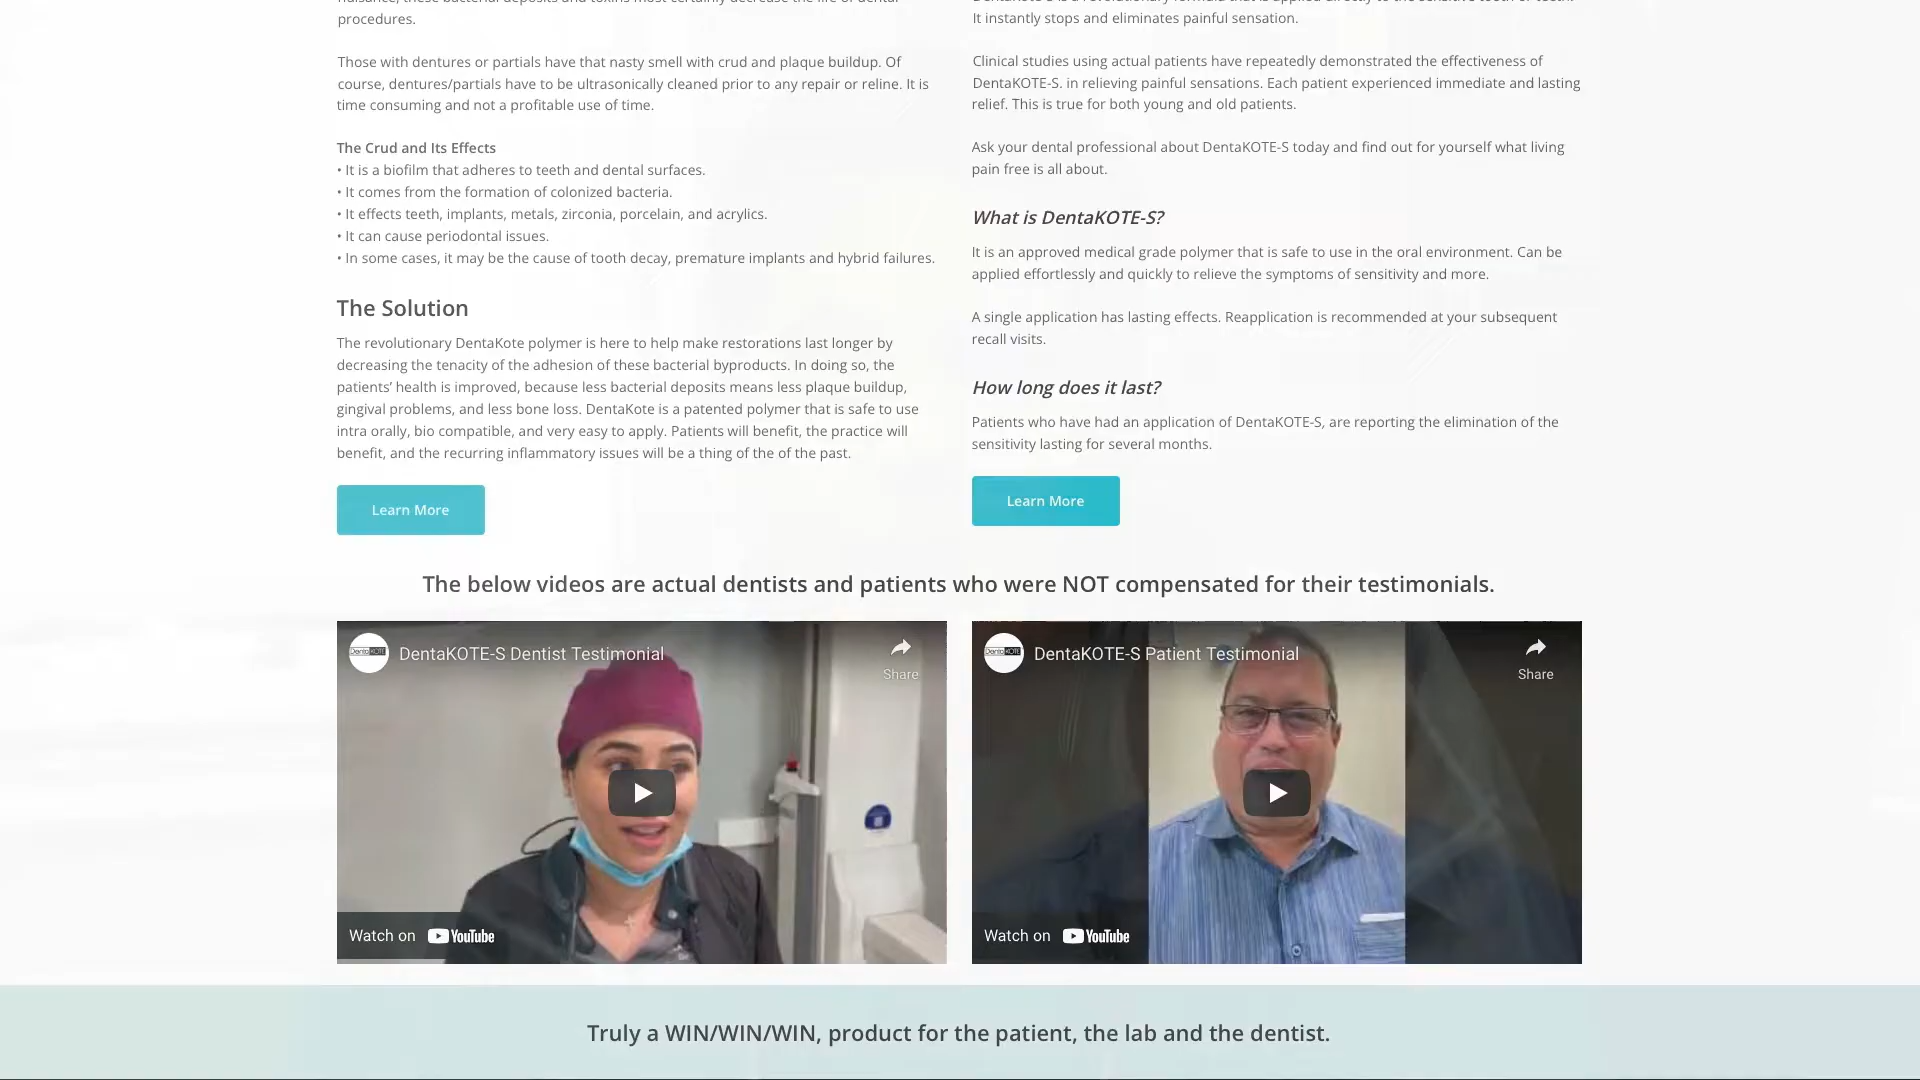 procedures.
Those with dentures or partials have that nasty smell with crud and plaque buildup. Of
course, dentures/partials have to be ultrasonically cleaned prior to any repair or reline. It is
time consuming and not a profitable use of time.
The Crud and Its Effects
• It is a biofilm that adheres to teeth and dental surfaces.
• It comes from the formation of colonized bacteria.
• It effects teeth, implants, metals, zirconia, porcelain, and acrylics.
• It can cause periodontal issues.
• In some cases, it may be the cause of tooth decay, premature implants and hybrid failures.
The Solution
The revolutionary DentaKote polymer is here to help make restorations last longer by
decreasing the tenacity of the adhesion of these bacterial byproducts. In doing so, the
patients’ health is improved, because less bacterial deposits means less plaque buildup,
gingival problems, and less bone loss. DentaKote is a patented polymer that is safe to use
intra orally, bio compatible, and very easy to apply. Patients will benefit, the practice will
benefit, and the recurring inflammatory issues will be a thing of the of the past.
Learn More
It instantly stops and eliminates painful sensation.
Clinical studies using actual patients have repeatedly demonstrated the effectiveness of
DentaKOTE-S. in relieving painful sensations. Each patient experienced immediate and lasting
relief. This is true for both young and old patients.
Ask your dental professional about DentaKOTE-S today and find out for yourself what living
pain free is all about.
What is DentaKOTE-S?
It is an approved medical grade polymer that is safe to use in the oral environment. Can be
applied effortlessly and quickly to relieve the symptoms of sensitivity and more.
A single application has lasting effects. Reapplication is recommended at your subsequent
recall visits.
How long does it last?
Patients who have had an application of DentaKOTE-S, are reporting the elimination of the
sensitivity lasting for several months.
Learn More
The below videos are actual dentists and patients who were NOT compensated for their testimonials.
DentaKOTE
DentaKOTE-S Dentist Testimonial
Share
Watch on YouTube
DentaKOTE
DentaKOTE-S Patient Testimonial
Share
Watch on YouTube
Truly a WIN/WIN/WIN, product for the patient, the lab and the dentist.